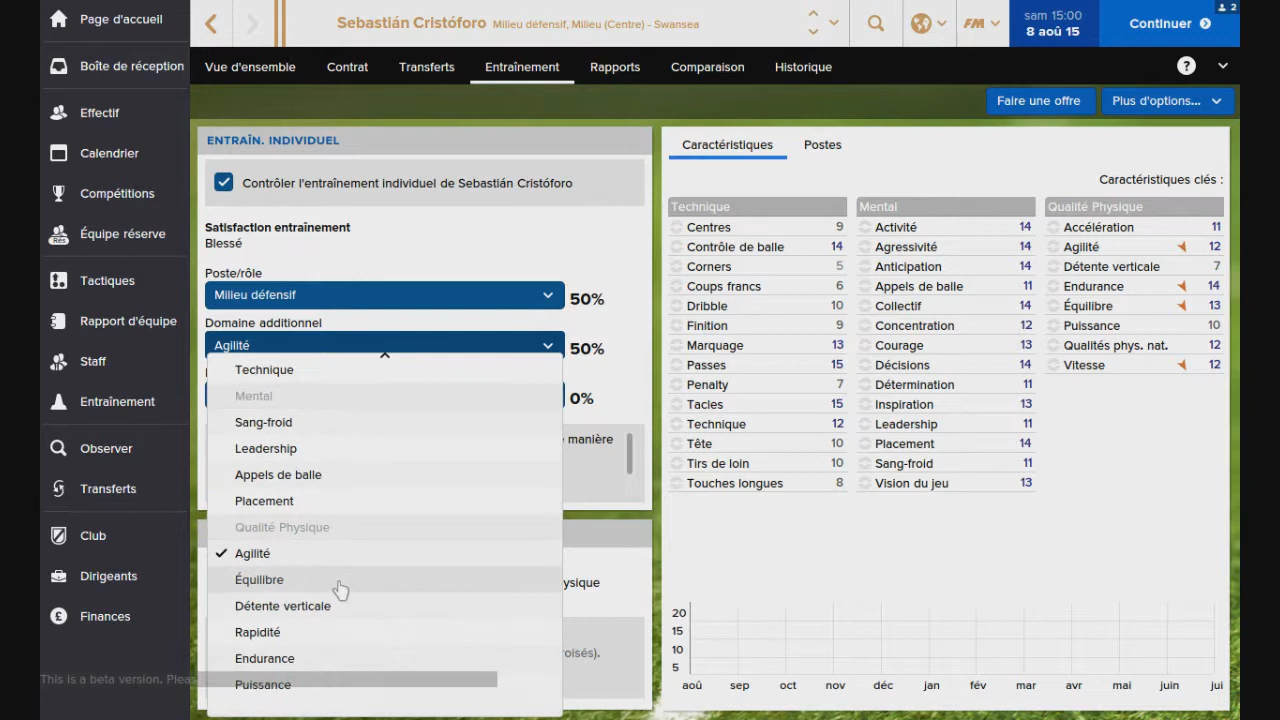 Page d'accueil
Boîte de réception
Effectif
Calendrier
Compétitions
Rés
Équipe réserve
Tactiques
Rapport d'équipe
Staff
Entraînement
Observer
Transferts
Club
Dirigeants
Finances
This is a beta version. Pleas
Sebastián Cristóforo Milieu défensif, Milieu (Centre) - Swansea
FM
sam 15:00
8 aoû 15
Continuer
2
Vue d'ensemble Contrat Transferts Entraînement Rapports Comparaison Historique
?
Faire une offre
Plus d'options...
ENTRAÎN. INDIVIDUEL
Contrôler l'entraînement individuel de Sebastián Cristóforo
Satisfaction entraînement
Blessé
Poste/rôle
Milieu défensif 50%
Domaine additionnel
Agilité 50%
0%
Technique
Mental
Sang-froid
Leadership
Appels de balle
Placement
Qualité Physique
Agilité
Équilibre
Détente verticale
Rapidité
Endurance
Puissance
e manière
ysique
oisés).
Caractéristiques Postes
Caractéristiques clés :
Technique
Centres 9
Contrôle de balle 14
Corners 5
Coups francs 6
Dribble 10
Finition 9
Marquage 13
Passes 15
Penalty 7
Tacles 15
Technique 12
Tête 10
Tirs de loin 10
Touches longues 8
Mental
Activité 14
Agressivité 14
Anticipation 14
Appels de balle 11
Collectif 14
Concentration 12
Courage 13
Décisions 14
Détermination 11
Inspiration 13
Leadership 11
Placement 14
Sang-froid 11
Vision du jeu 13
Qualité Physique
Accélération 11
Agilité 12
Détente verticale 7
Endurance 14
Équilibre 13
Puissance 10
Qualités phys. nat. 12
Vitesse 12
20
15
10
5
aoû sep oct nov déc jan fév mar avr mai juin jui